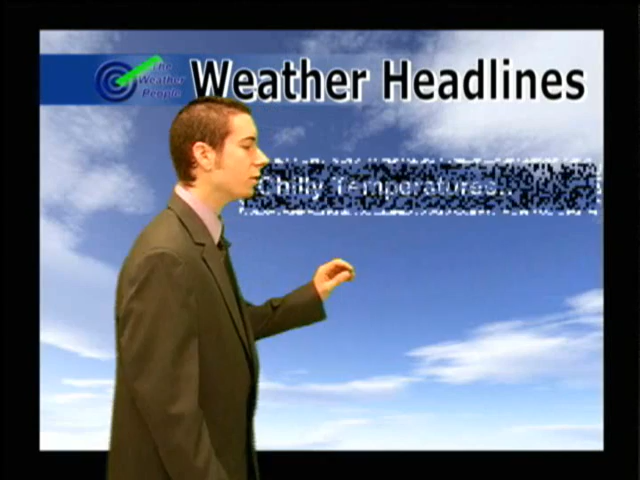 The
Weather
People
Weather Headlines
Chilly Temperatures..